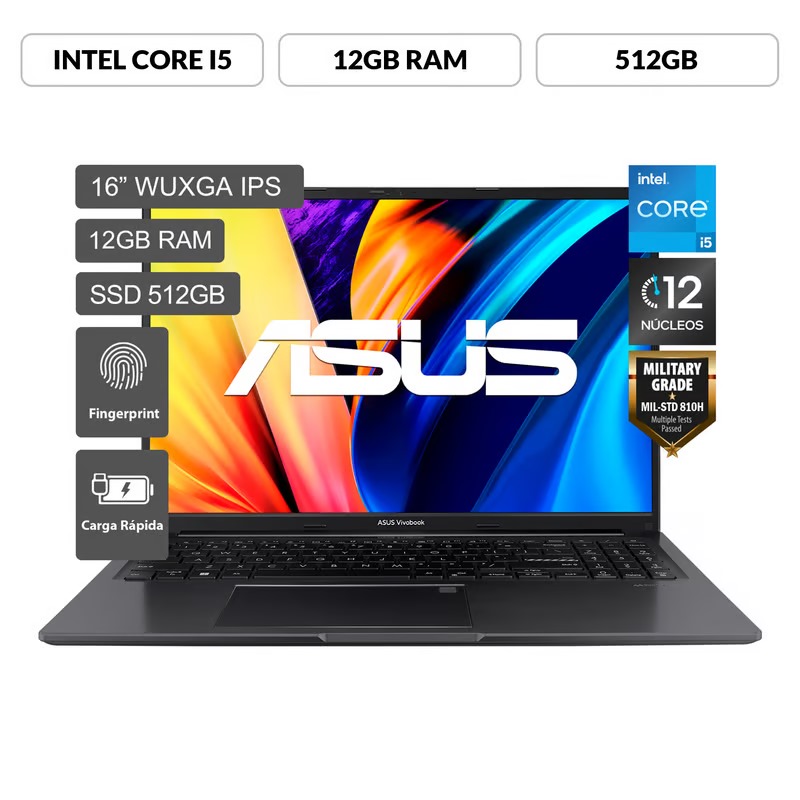 INTEL CORE I5
12GB RAM
512GB
16” WUXGA IPS
12GB RAM
SSD 512GB
Fingerprint
Carga Rápida
ASUS
intel.
CORE
i5
12
NÚCLEOS
MILITARY
GRADE
MIL-STD 810H
Multiple Tests
Passed
ASUS Vivobook